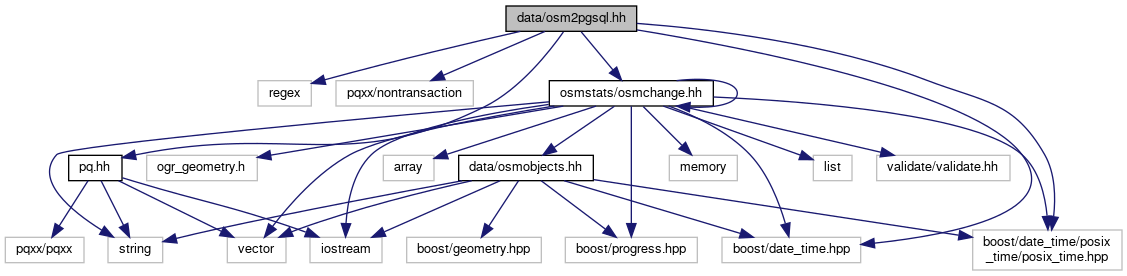 data/osm2pgsql.hh
regex
pqxx/nontransaction
osmstats/osmchange.hh
pq.hh
ogr_geometry.h
array
data/osmobjects.hh
memory
list
validate/validate.hh
pqxx/pqxx
string
vector
iostream
boost/geometry.hpp
boost/progress.hpp
boost/date_time.hpp
boost/date_time/posix
_time/posix_time.hpp